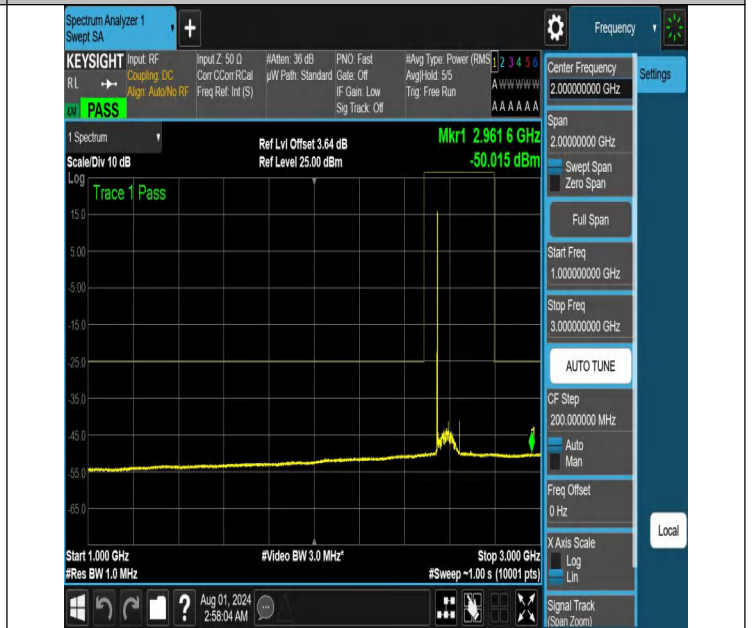 Spectrum Analyzer 1
Swept SA
+
Frequency
KEYSIGHT
RL
PASS
Input: RF
Coupling: DC
Align: Auto/No RF
Input Z: 50 Ω
Corr CCorr RCal
Freq Ref: Int (S)
#Atten: 36 dB
µW Path: Standard
PNO: Fast
Gate: Off
IF Gain: Low
Sig Track: Off
#Avg Type: Power (RMS
Avg|Hold: 5/5
Trig: Free Run
1 2 3 4 5 6
A W W W W W
A A A A A A
1 Spectrum
Scale/Div 10 dB
Log
Ref Lvl Offset 3.64 dB
Ref Level 25.00 dBm
Mkr1 2.961 6 GHz
-50.015 dBm
Trace 1 Pass
15.0
5.00
-5.00
-15.0
-25.0
-35.0
-45.0
-55.0
-65.0
Start 1.000 GHz
#Res BW 1.0 MHz
#Video BW 3.0 MHz*
Stop 3.000 GHz
#Sweep ~1.00 s (10001 pts)
Center Frequency
2.000000000 GHz
Settings
Span
2.00000000 GHz
Swept Span
Zero Span
Full Span
Start Freq
1.000000000 GHz
Stop Freq
3.000000000 GHz
AUTO TUNE
CF Step
200.000000 MHz
Auto
Man
Freq Offset
0 Hz
X Axis Scale
Log
Lin
Local
Signal Track
(Span Zoom)
?
Aug 01, 2024
2:58:04 AM